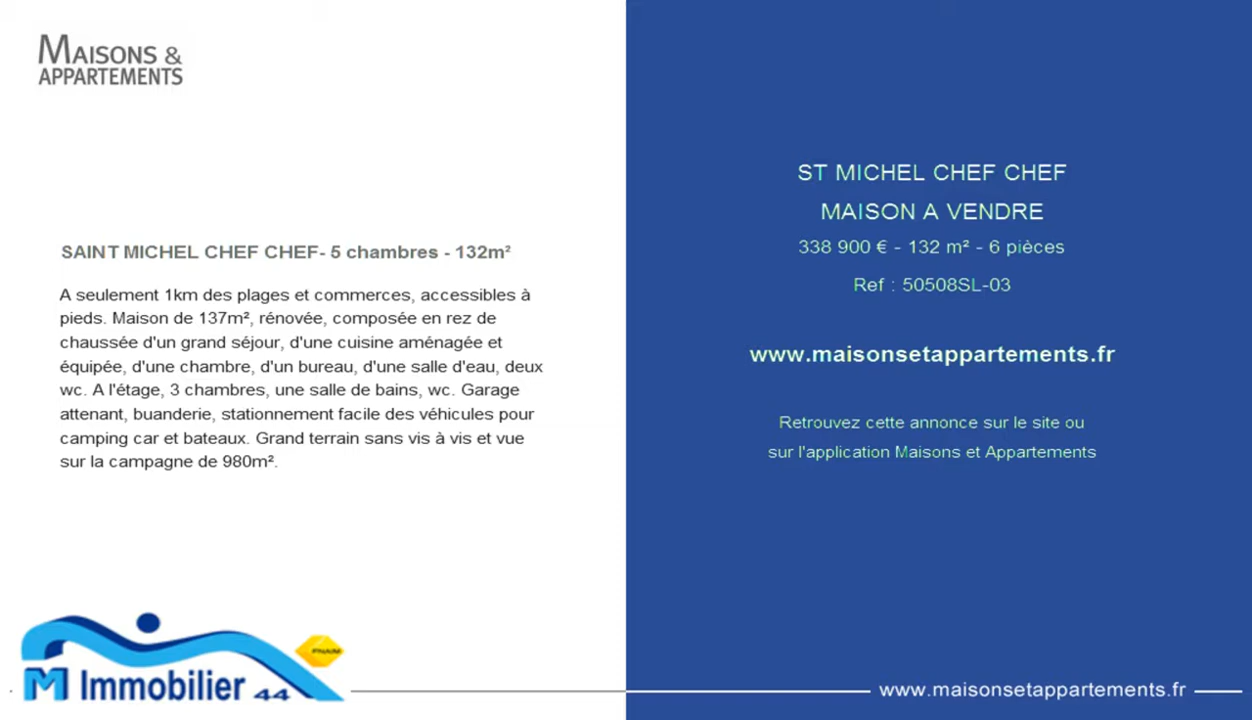 MAISONS &
APPARTEMENTS
SAINT MICHEL CHEF CHEF- 5 chambres - 132m²
A seulement 1km des plages et commerces, accessibles à
pieds. Maison de 137m², rénovée, composée en rez de
chaussée d'un grand séjour, d'une cuisine aménagée et
équipée, d'une chambre, d'un bureau, d'une salle d'eau, deux
wc. A l'étage, 3 chambres, une salle de bains, wc. Garage
attenant, buanderie, stationnement facile des véhicules pour
camping car et bateaux. Grand terrain sans vis à vis et vue
sur la campagne de 980m².
M Immobilier 44
FNAIM
ST MICHEL CHEF CHEF
MAISON A VENDRE
338 900 € - 132 m² - 6 pièces
Ref : 50508SL-03
www.maisonsetappartements.fr
Retrouvez cette annonce sur le site ou
sur l'application Maisons et Appartements
www.maisonsetappartements.fr